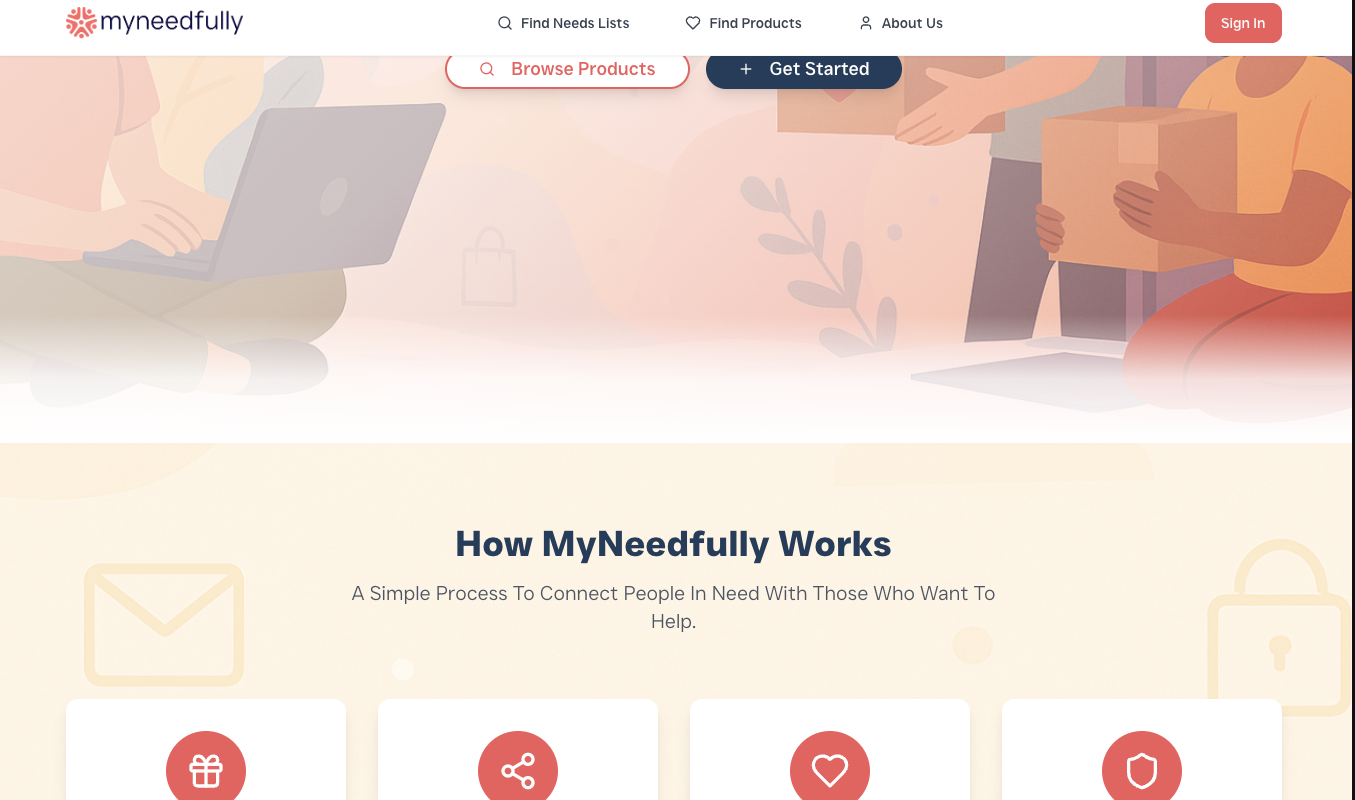 myneedfully
Find Needs Lists
Find Products
About Us
Sign In
Browse Products
Get Started
How MyNeedfully Works
A Simple Process To Connect People In Need With Those Who Want To
Help.